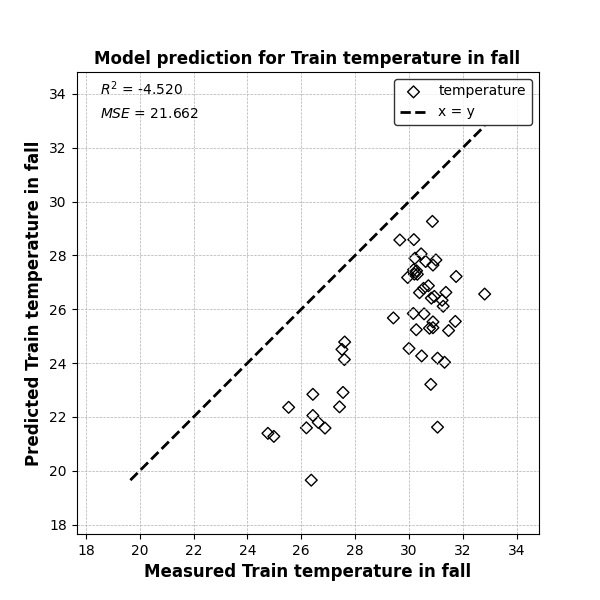 Model prediction for Train temperature in fall
R² = -4.520
MSE = 21.662
temperature
x = y
Predicted Train temperature in fall
34
32
30
28
26
24
22
20
18
18 20 22 24 26 28 30 32 34
Measured Train temperature in fall